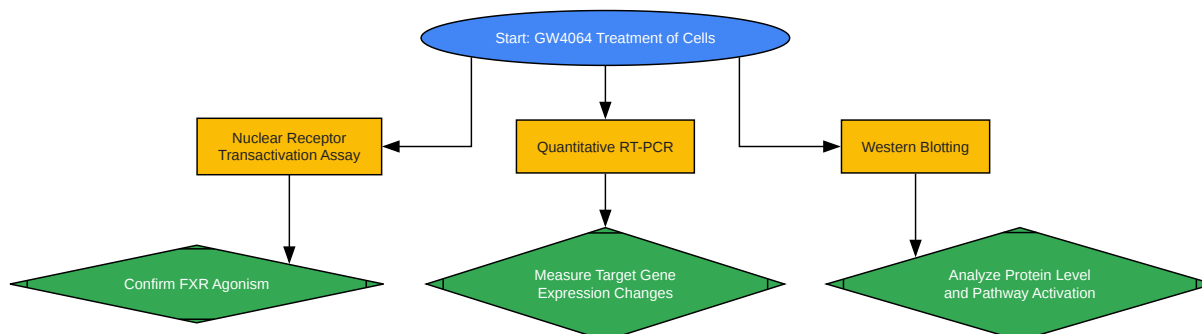 Start: GW4064 Treatment of Cells
Nuclear Receptor
Transactivation Assay
Quantitative RT-PCR
Western Blotting
Confirm FXR Agonism
Measure Target Gene
Expression Changes
Analyze Protein Level
and Pathway Activation